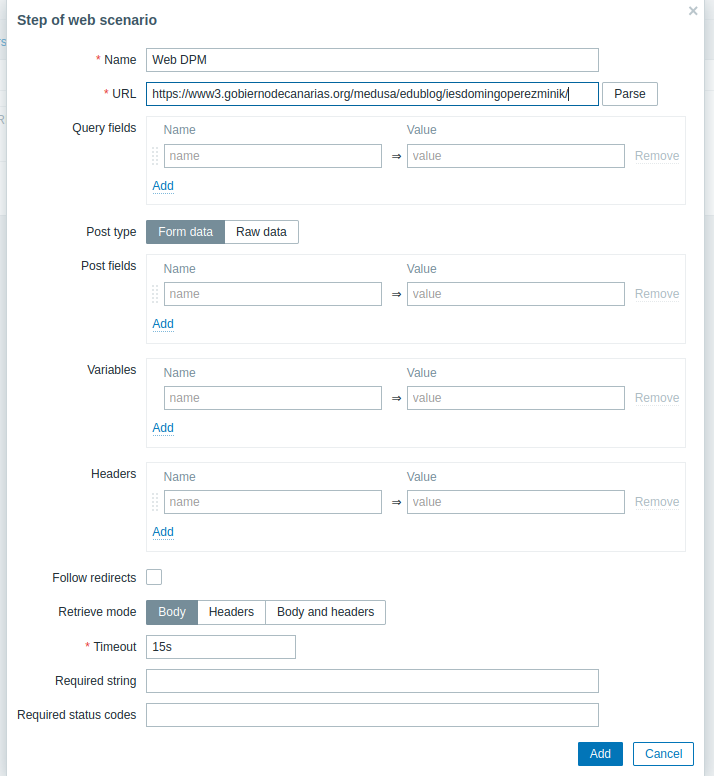 Step of web scenario
* Name Web DPM
* URL https://www3.gobiernodecanarias.org/medusa/edublog/iesdomingoperezminik/ Parse
Query fields Name Value
name ⇒ value Remove
Add
Post type Form data Raw data
Post fields Name Value
name ⇒ value Remove
Add
Variables Name Value
name ⇒ value Remove
Add
Headers Name Value
name ⇒ value Remove
Add
Follow redirects
Retrieve mode Body Headers Body and headers
* Timeout 15s
Required string
Required status codes
Add Cancel